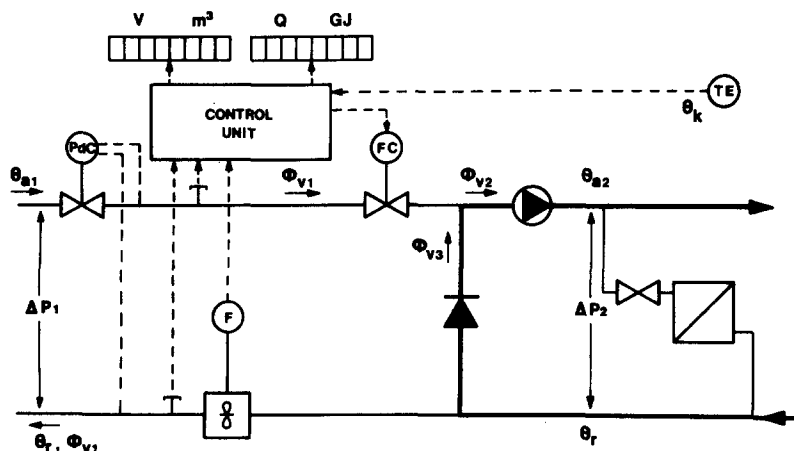 V m³ Q GJ
CONTROL UNIT
TE
θk
PdC
FC
θa1
Φv1
Φv2
θa2
Φv3
ΔP1
F
ΔP2
θr, Φv1
θr